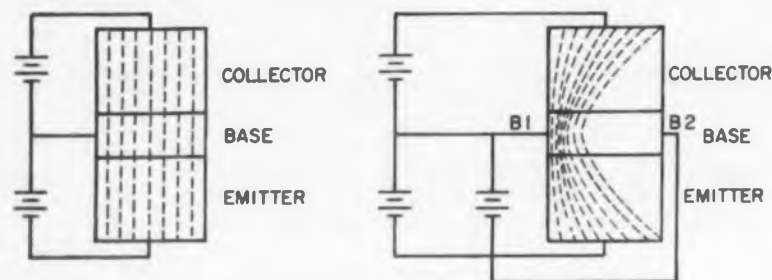 COLLECTOR
BASE
EMITTER
COLLECTOR
B1
B2
BASE
EMITTER